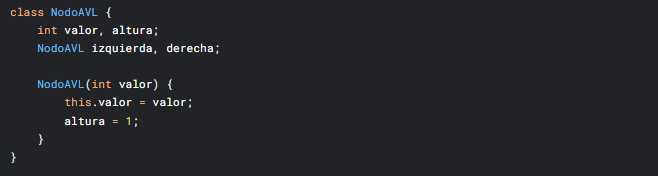 class NodoAVL {
    int valor, altura;
    NodoAVL izquierda, derecha;

    NodoAVL(int valor) {
        this.valor = valor;
        altura = 1;
    }
}